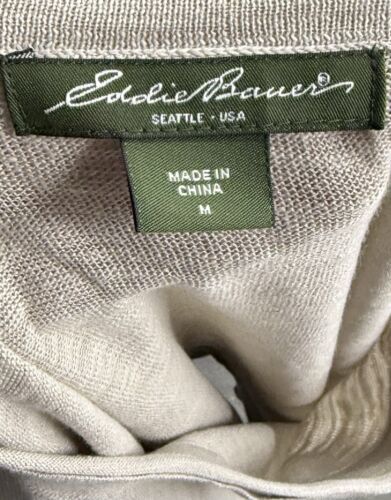 Eddie Bauer®
SEATTLE · USA
MADE IN
CHINA
M